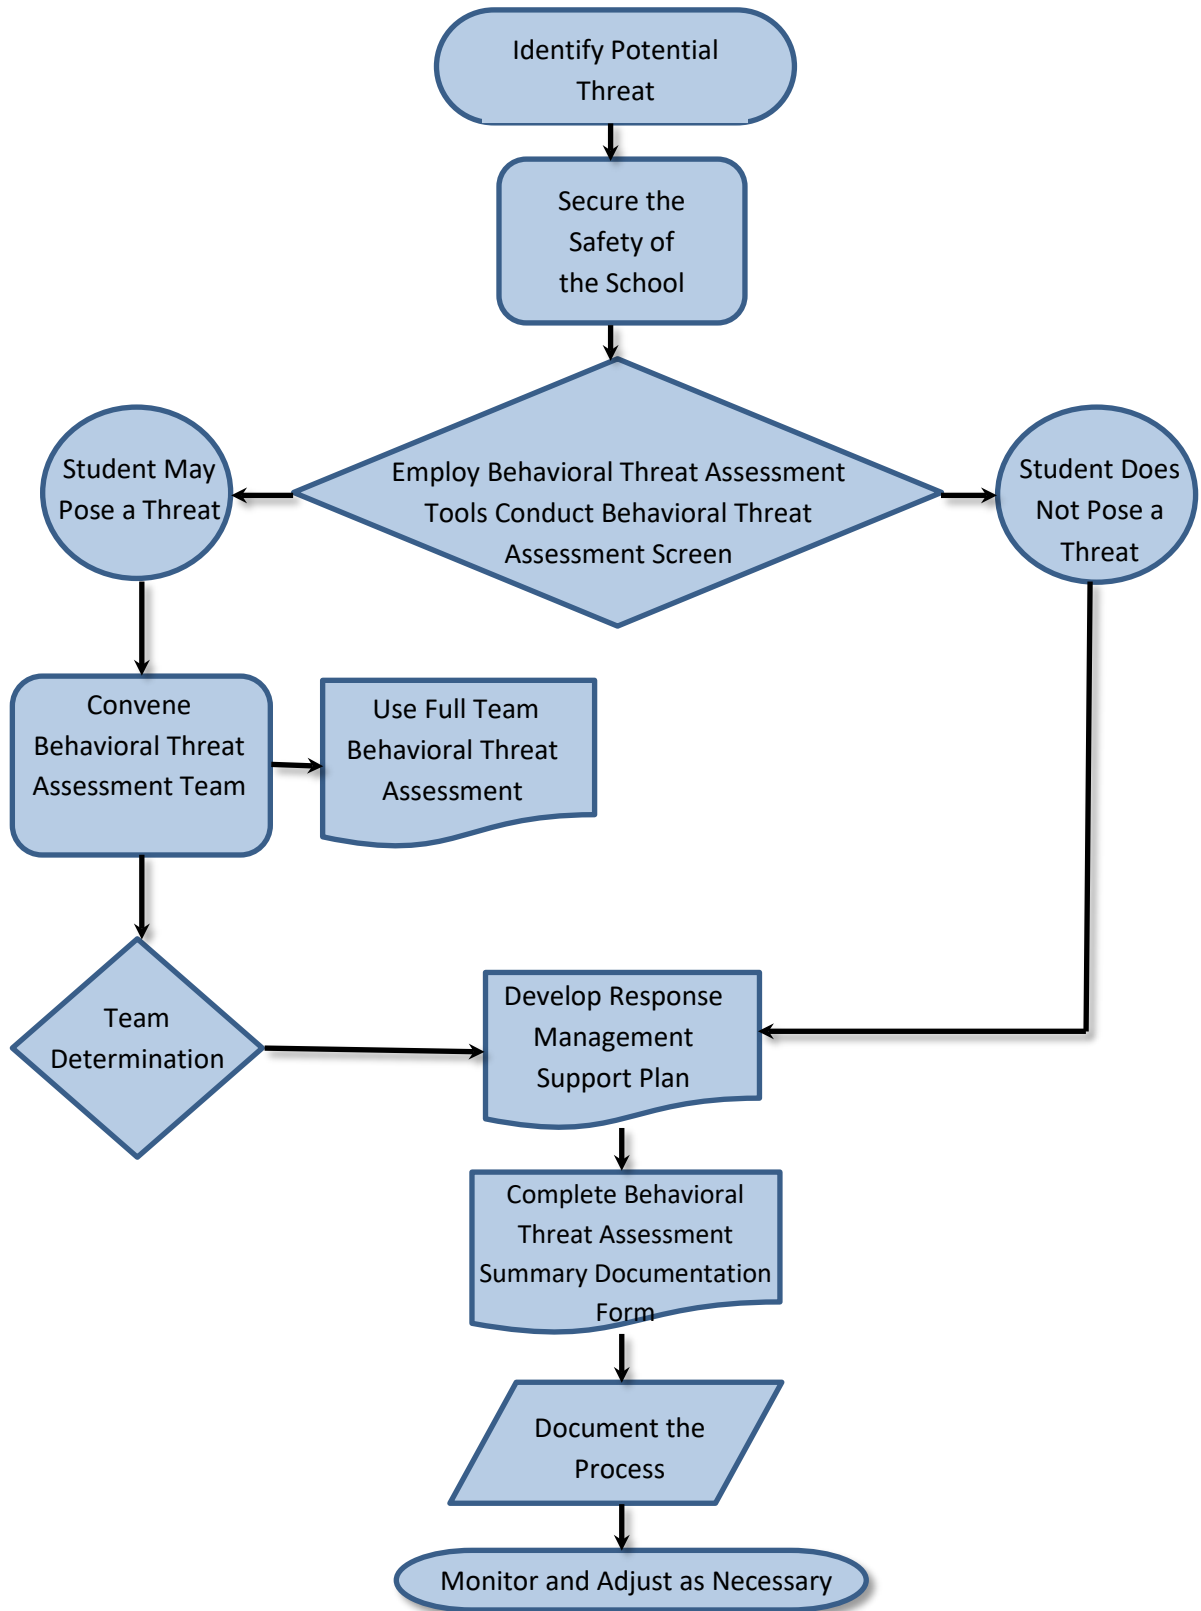 Identify Potential
Threat
Secure the
Safety of
the School
Employ Behavioral Threat Assessment
Tools Conduct Behavioral Threat
Assessment Screen
Student May
Pose a Threat
Student Does
Not Pose a
Threat
Convene
Behavioral Threat
Assessment Team
Use Full Team
Behavioral Threat
Assessment
Team
Determination
Develop Response
Management
Support Plan
Complete Behavioral
Threat Assessment
Summary Documentation
Form
Document the
Process
Monitor and Adjust as Necessary